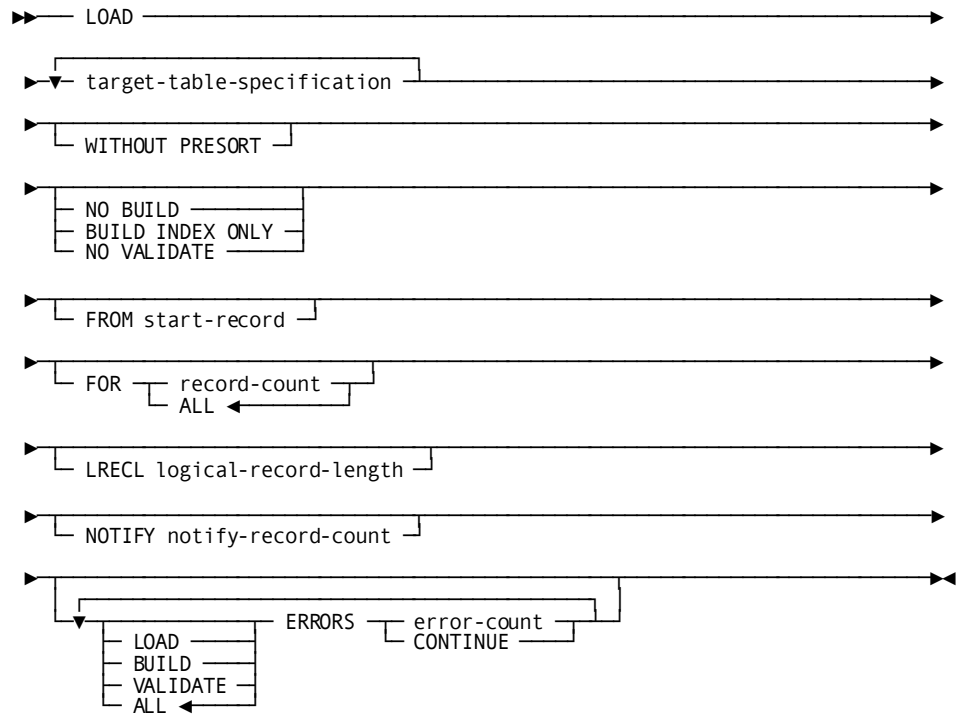 LOAD
target-table-specification
WITHOUT PRESORT
NO BUILD
BUILD INDEX ONLY
NO VALIDATE
FROM start-record
FOR record-count
ALL
LRECL logical-record-length
NOTIFY notify-record-count
ERRORS error-count
LOAD CONTINUE
BUILD
VALIDATE
ALL